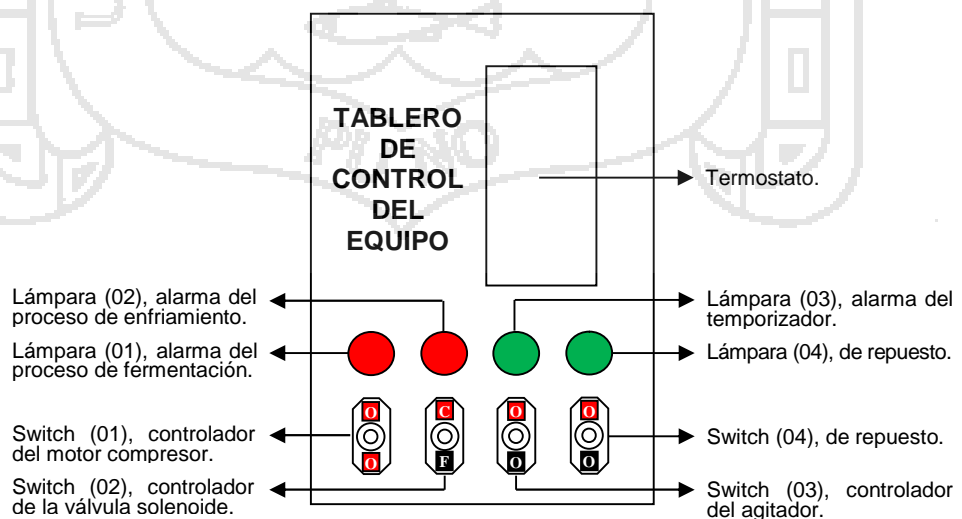 TABLERO
DE
CONTROL
DEL
EQUIPO
Termostato.
Lámpara (02), alarma del
proceso de enfriamiento.
Lámpara (01), alarma del
proceso de fermentación.
Lámpara (03), alarma del
temporizador.
Lámpara (04), de repuesto.
O C O O
O F O O
Switch (01), controlador
del motor compresor.
Switch (02), controlador
de la válvula solenoide.
Switch (04), de repuesto.
Switch (03), controlador
del agitador.